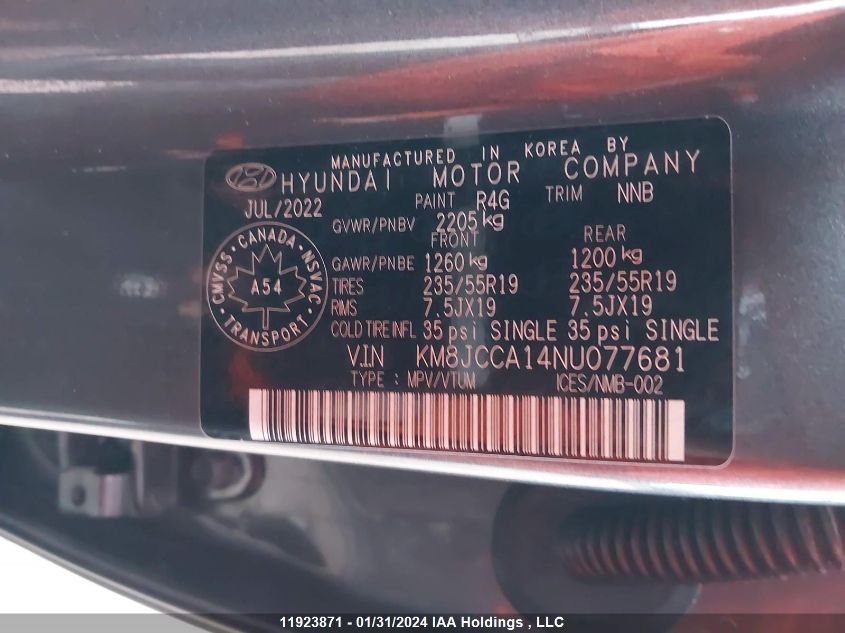 MANUFACTURED IN KOREA BY
HYUNDAI MOTOR COMPANY
JUL/2022 PAINT R4G TRIM NNB
GVWR/PNBV 2205 kg
FRONT REAR
GAWR/PNBE 1260 kg 1200 kg
TIRES 235/55R19 235/55R19
RIMS 7.5JX19 7.5JX19
COLD TIRE INFL 35 psi SINGLE 35 psi SINGLE
V.I.N KM8JCCA14NU077681
TYPE : MPV/VTUM ICES/NMB-002
CMVSS · CANADA · NSVAC
A54
TRANSPORT
11923871 - 01/31/2024 IAA Holdings , LLC